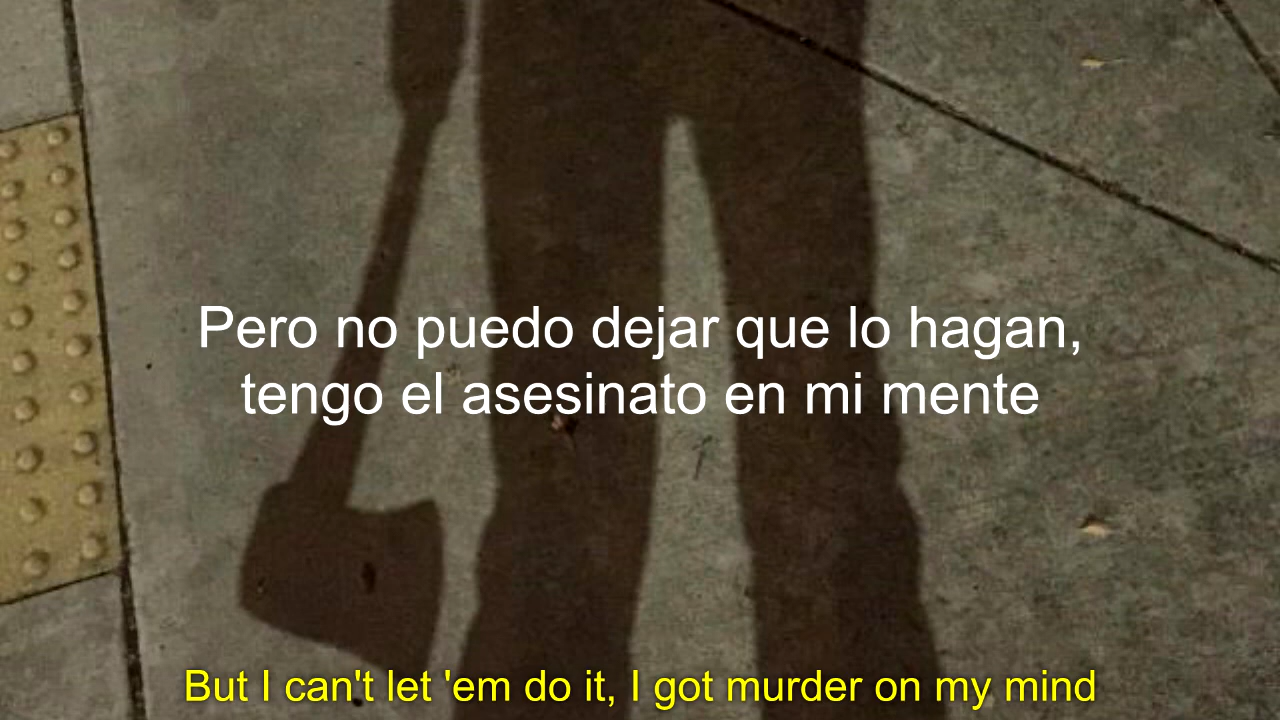 Pero no puedo dejar que lo hagan,
tengo el asesinato en mi mente
But I can't let 'em do it, I got murder on my mind